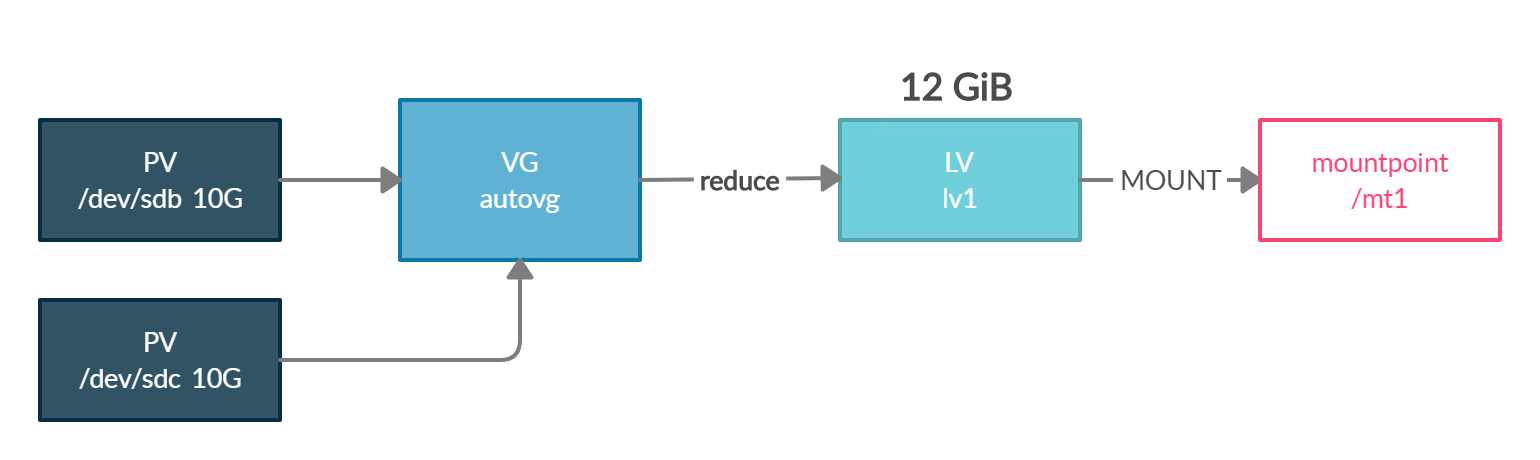 12 GiB
PV
/dev/sdb 10G
VG
autovg
reduce
LV
lv1
MOUNT
mountpoint
/mt1
PV
/dev/sdc 10G